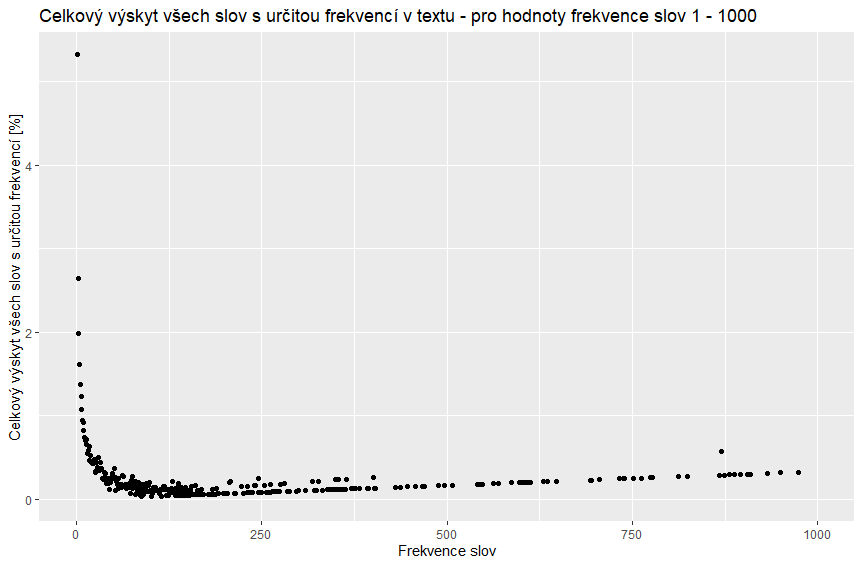 Celkový výskyt všech slov s určitou frekvencí v textu - pro hodnoty frekvence slov 1 - 1000
Celkový výskyt všech slov s určitou frekvencí [%]
4
2
0
0
250
500
750
1000
Frekvence slov